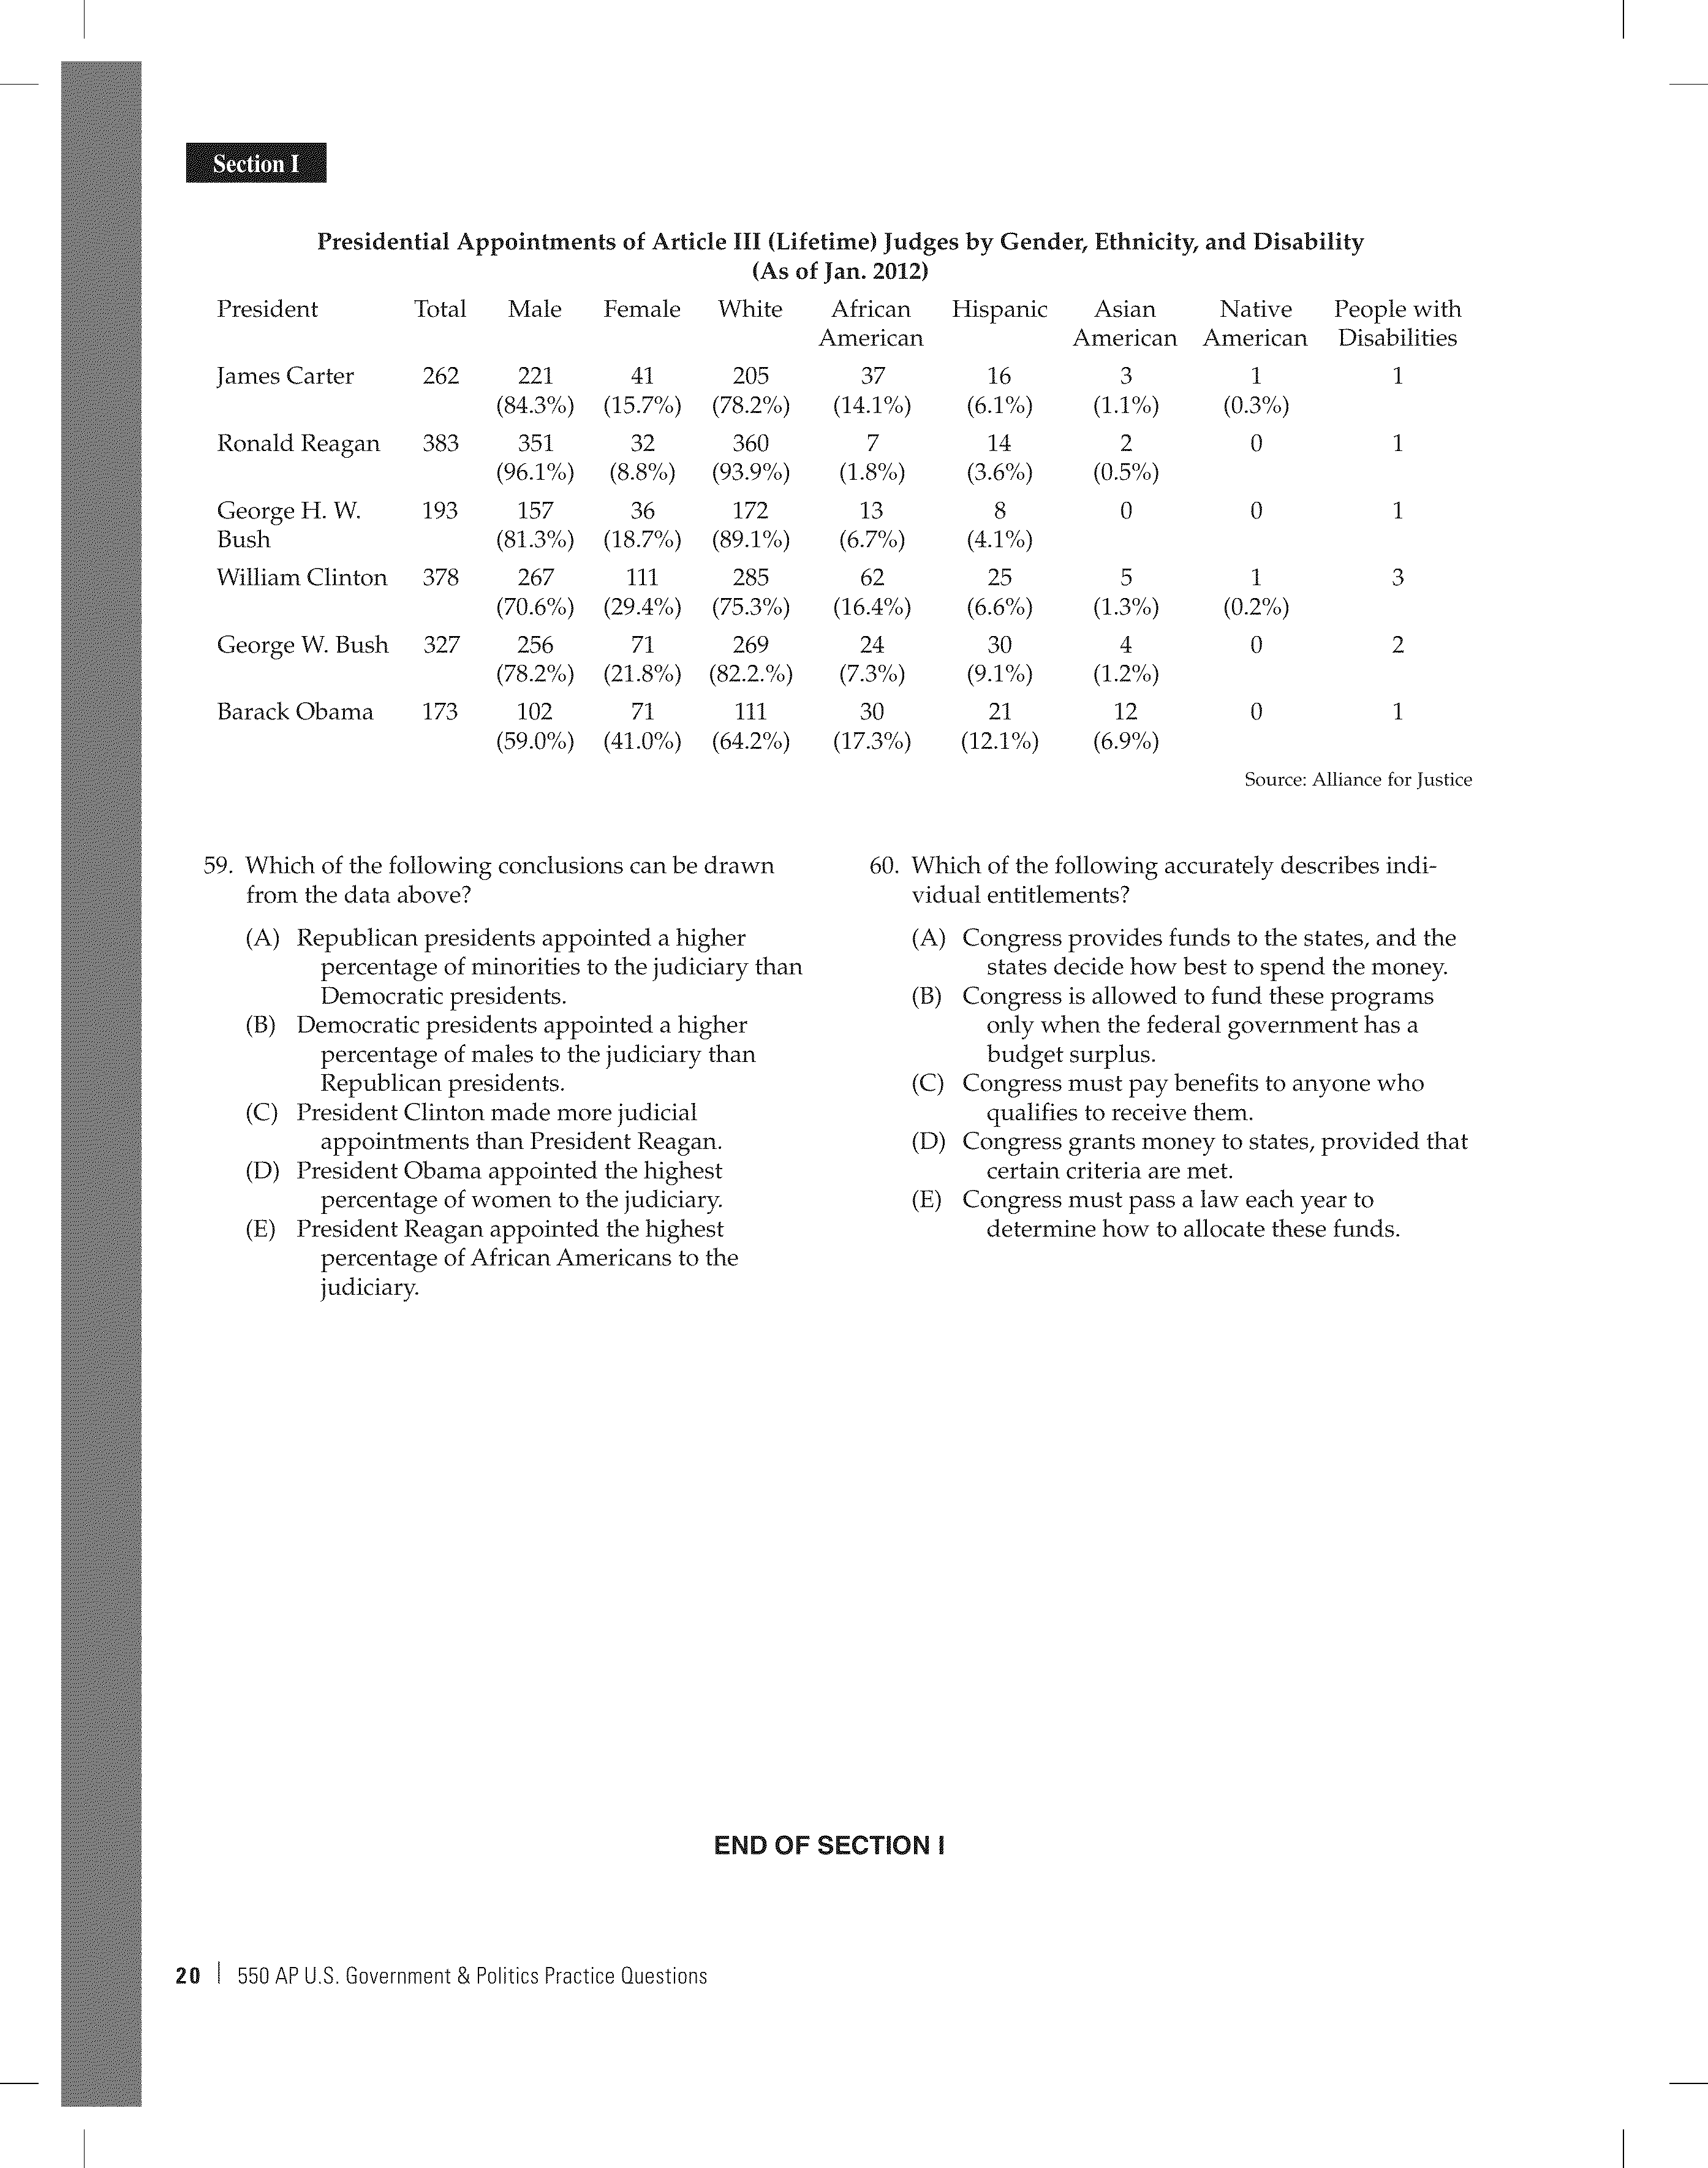 Section I
Presidential Appointments of Article III (Lifetime) Judges by Gender, Ethnicity, and Disability
(As of Jan. 2012)
President Total Male Female White African Hispanic Asian Native People with
American American American Disabilities
James Carter 262 221 41 205 37 16 3 1 1
(84.3%) (15.7%) (78.2%) (14.1%) (6.1%) (1.1%) (0.3%)
Ronald Reagan 383 351 32 360 7 14 2 0 1
(96.1%) (8.8%) (93.9%) (1.8%) (3.6%) (0.5%)
George H. W. 193 157 36 172 13 8 0 0 1
Bush (81.3%) (18.7%) (89.1%) (6.7%) (4.1%)
William Clinton 378 267 111 285 62 25 5 1 3
(70.6%) (29.4%) (75.3%) (16.4%) (6.6%) (1.3%) (0.2%)
George W. Bush 327 256 71 269 24 30 4 0 2
(78.2%) (21.8%) (82.2.%) (7.3%) (9.1%) (1.2%)
Barack Obama 173 102 71 111 30 21 12 0 1
(59.0%) (41.0%) (64.2%) (17.3%) (12.1%) (6.9%)
Source: Alliance for Justice
59. Which of the following conclusions can be drawn
from the data above?
(A) Republican presidents appointed a higher
percentage of minorities to the judiciary than
Democratic presidents.
(B) Democratic presidents appointed a higher
percentage of males to the judiciary than
Republican presidents.
(C) President Clinton made more judicial
appointments than President Reagan.
(D) President Obama appointed the highest
percentage of women to the judiciary.
(E) President Reagan appointed the highest
percentage of African Americans to the
judiciary.
60. Which of the following accurately describes indi-
vidual entitlements?
(A) Congress provides funds to the states, and the
states decide how best to spend the money.
(B) Congress is allowed to fund these programs
only when the federal government has a
budget surplus.
(C) Congress must pay benefits to anyone who
qualifies to receive them.
(D) Congress grants money to states, provided that
certain criteria are met.
(E) Congress must pass a law each year to
determine how to allocate these funds.
END OF SECTION I
20 | 550 AP U.S. Government & Politics Practice Questions